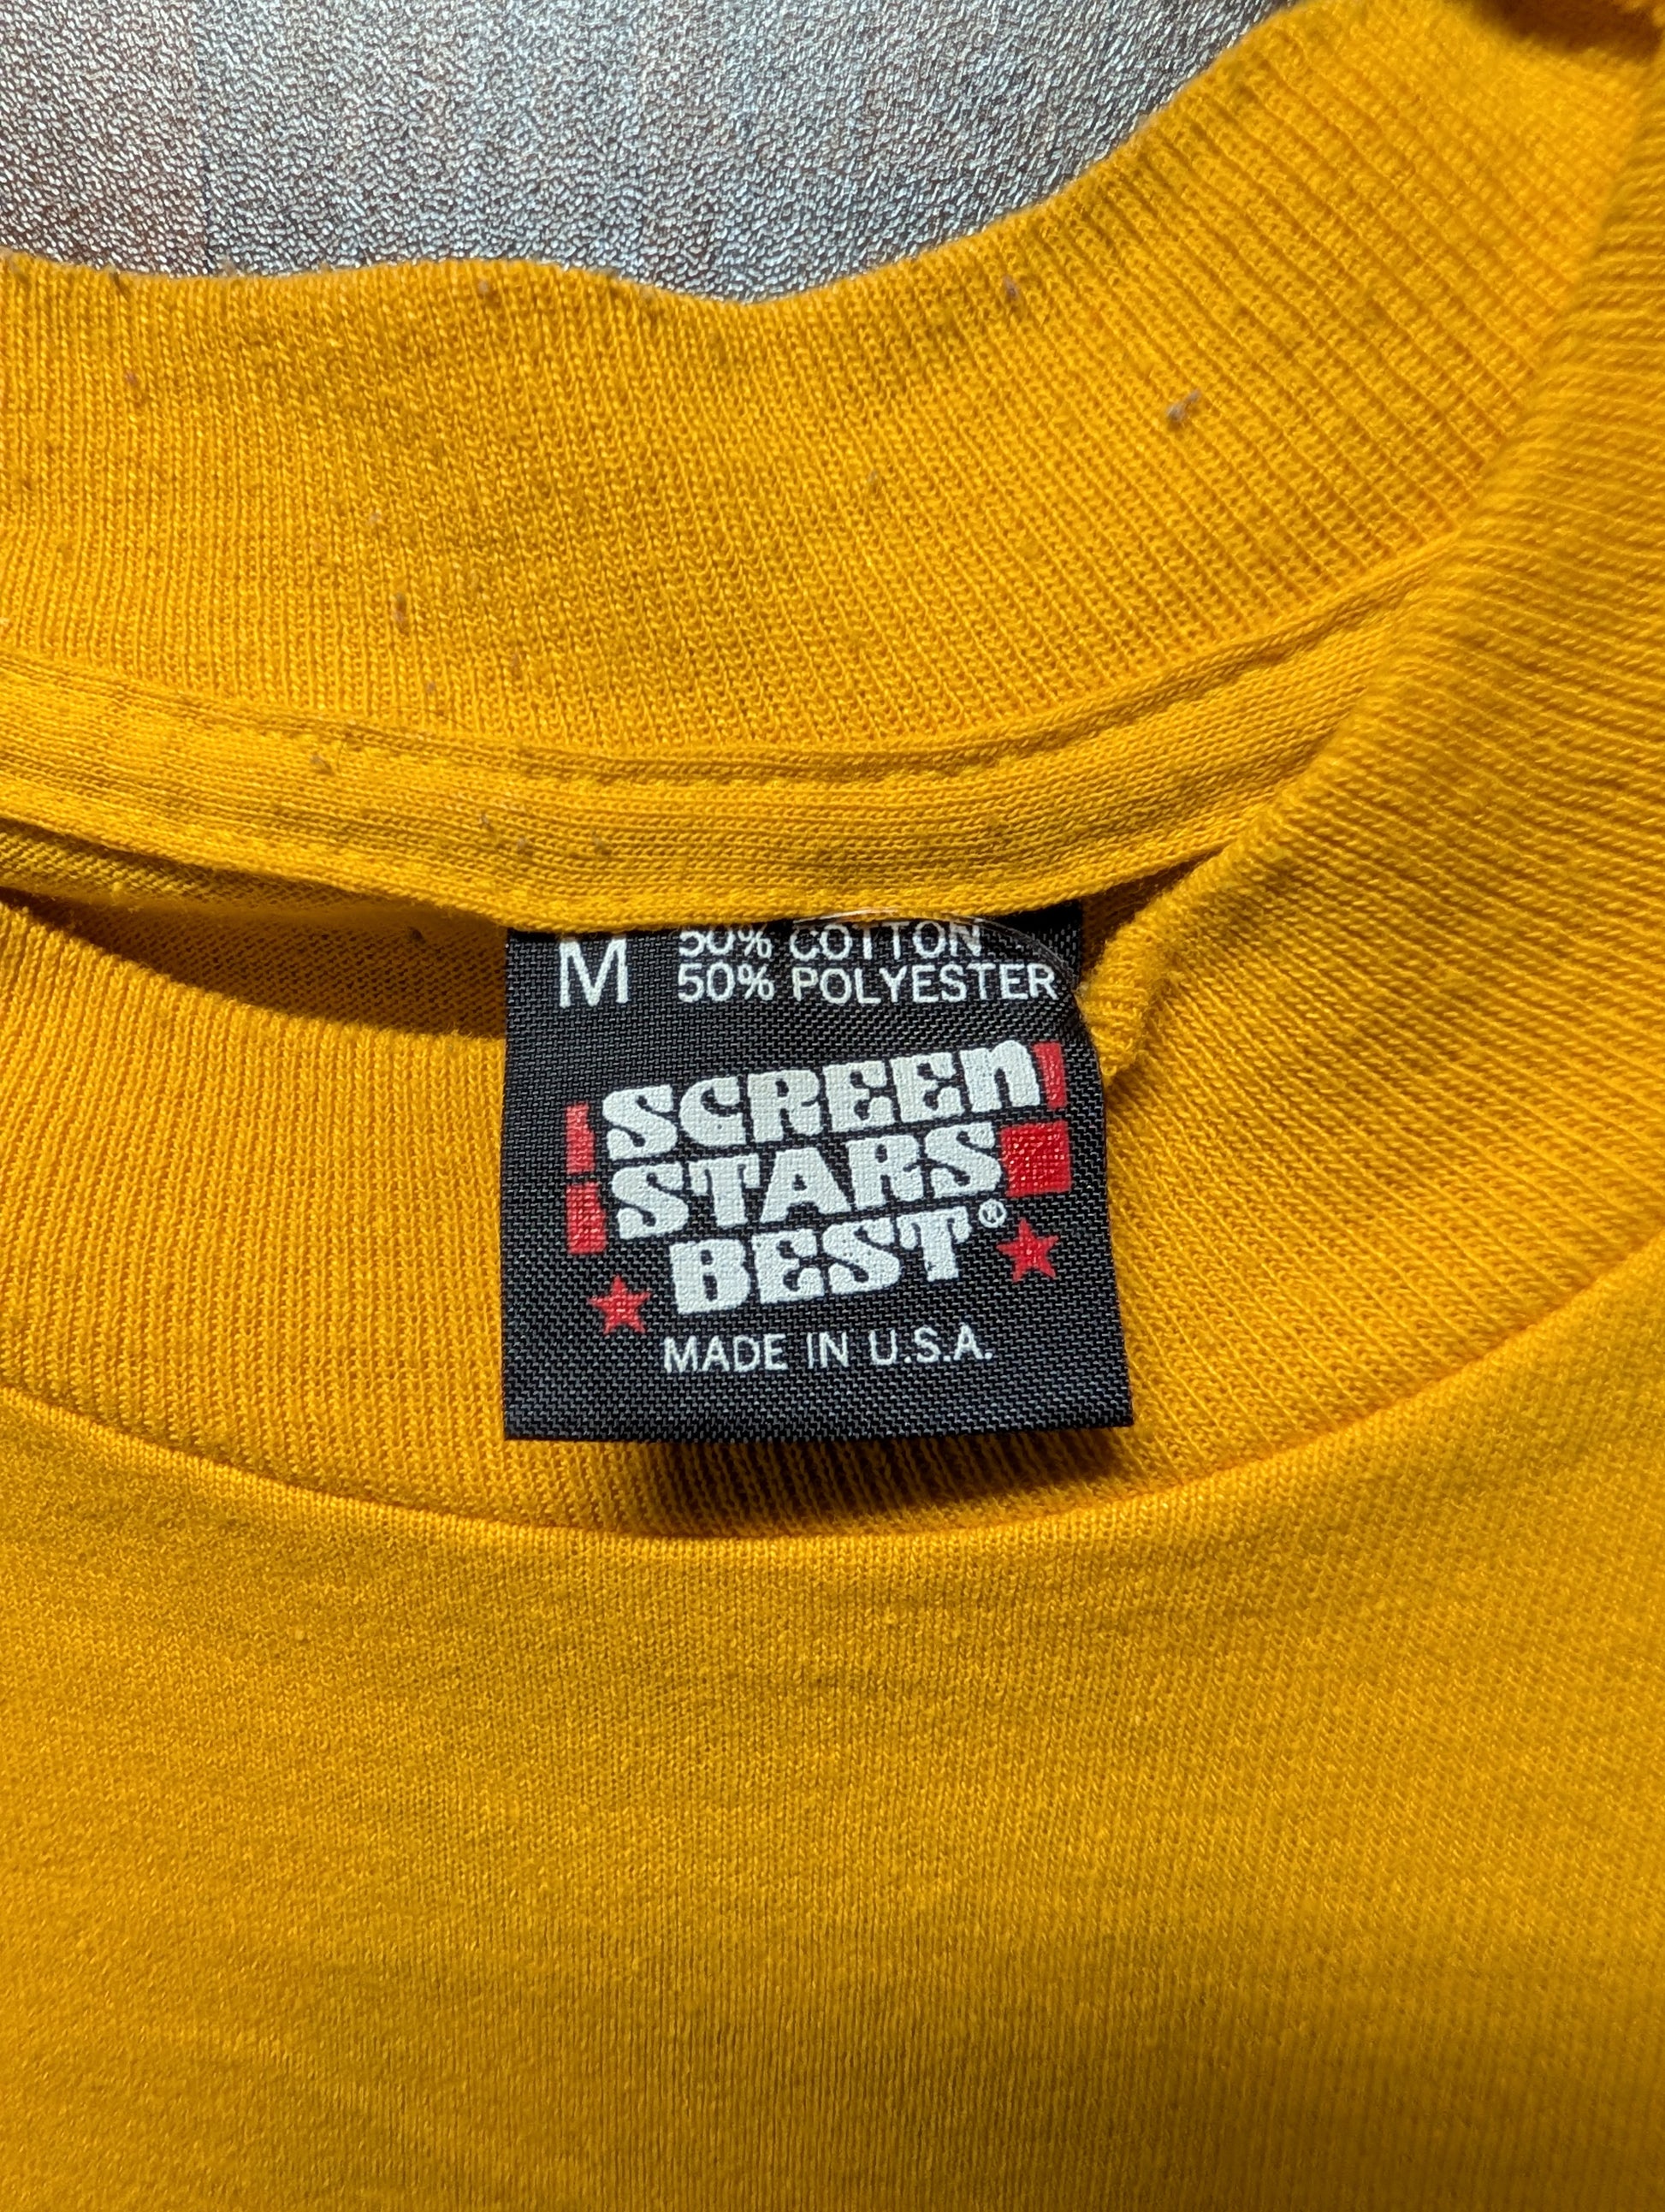 M 50% COTTON
50% POLYESTER
SCREEN
STARS
BEST®
MADE IN U.S.A.